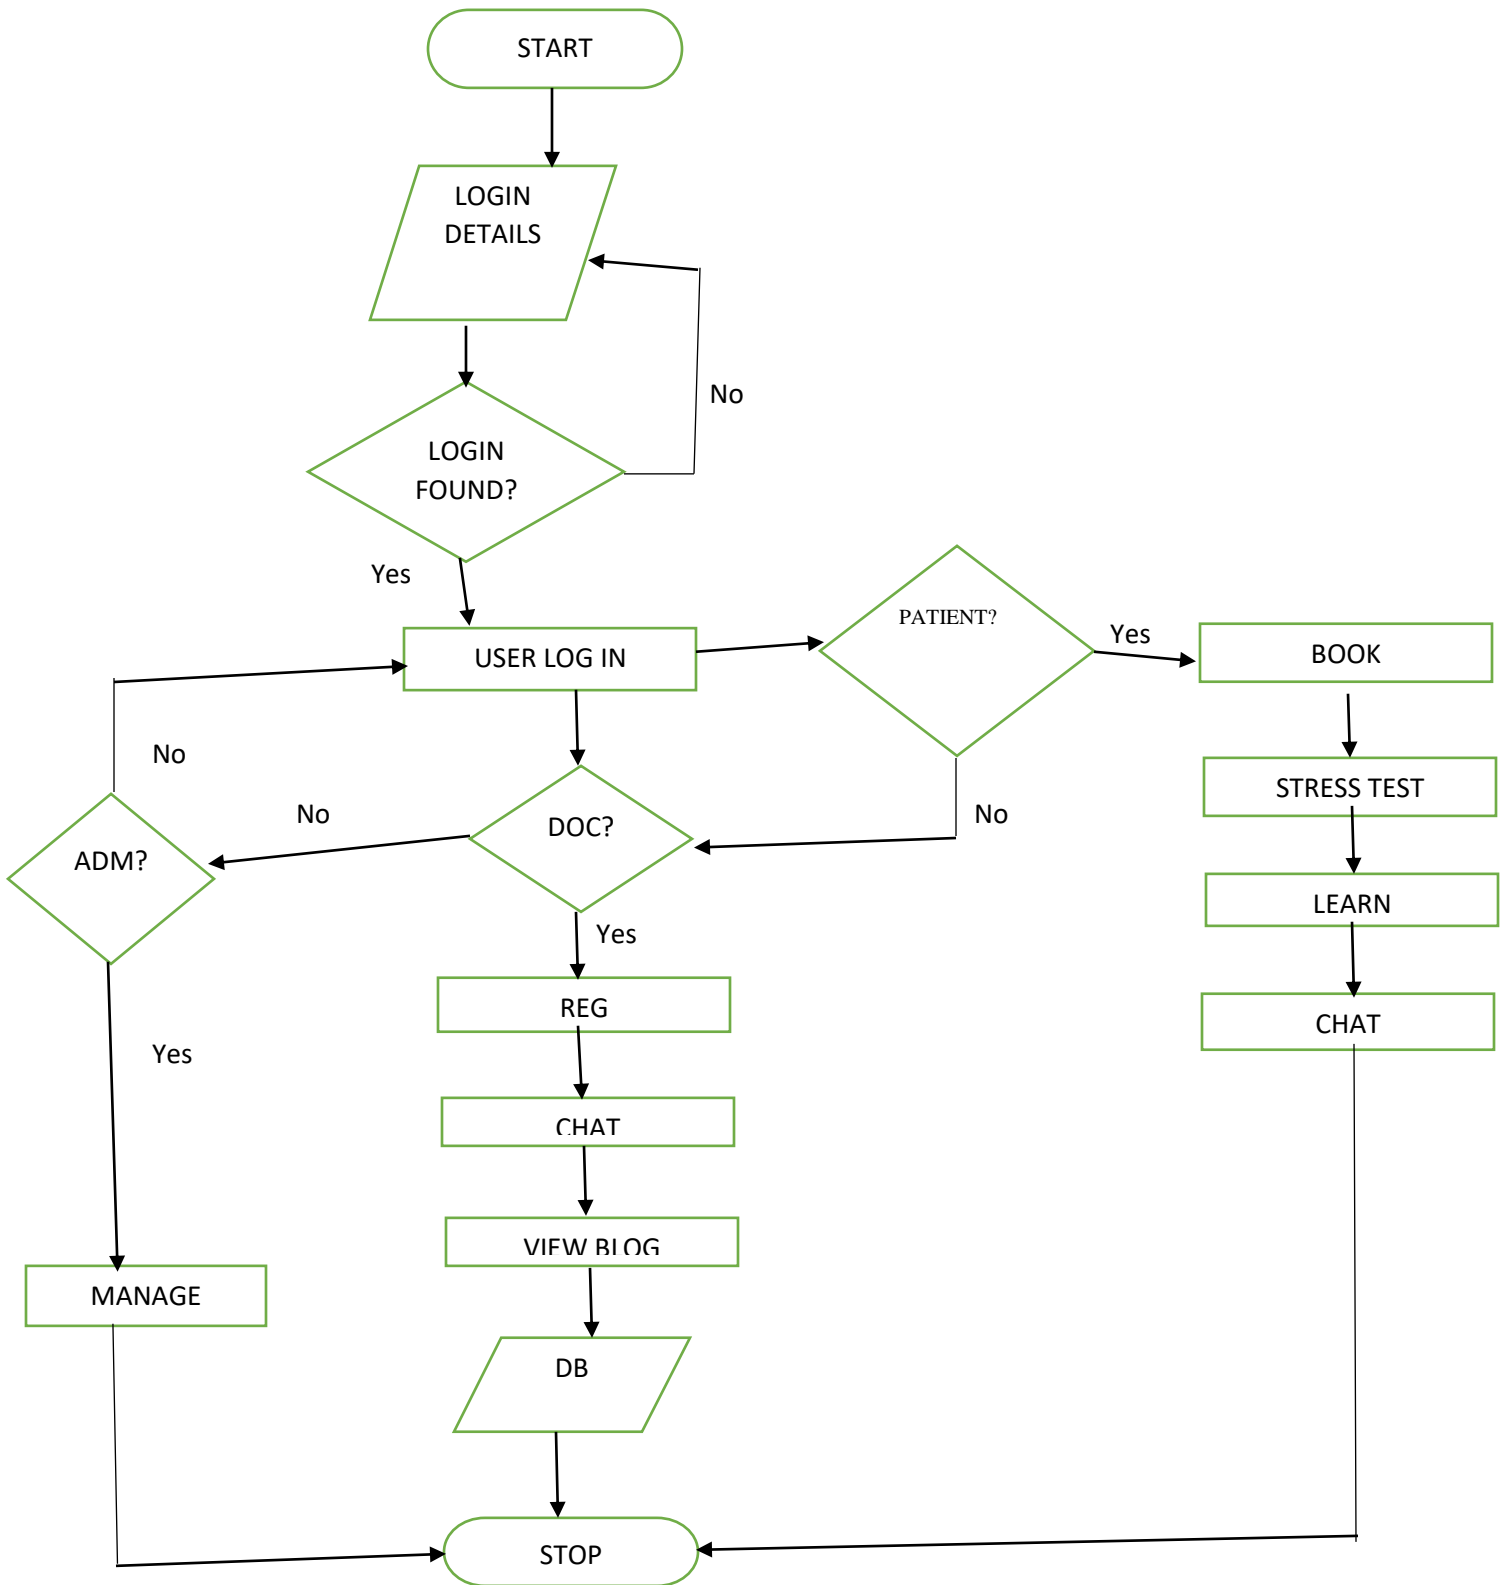 START
LOGIN
DETAILS
No
LOGIN
FOUND?
Yes
PATIENT?
Yes
USER LOG IN
BOOK
No
STRESS TEST
No
DOC?
No
ADM?
LEARN
Yes
REG
CHAT
Yes
CHAT
VIEW BLOG
MANAGE
DB
STOP